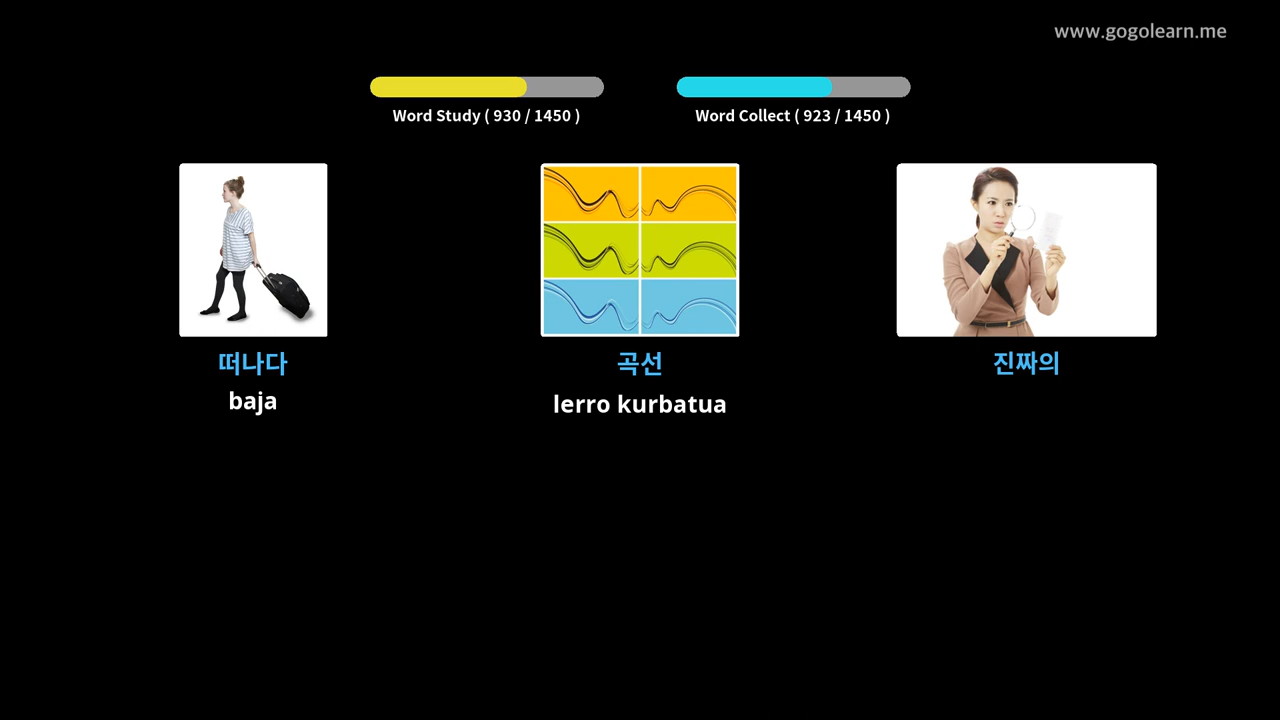 www.gogolearn.me
Word Study ( 930 / 1450 )
Word Collect ( 923 / 1450 )
떠나다
baja
곡선
lerro kurbatua
진짜의